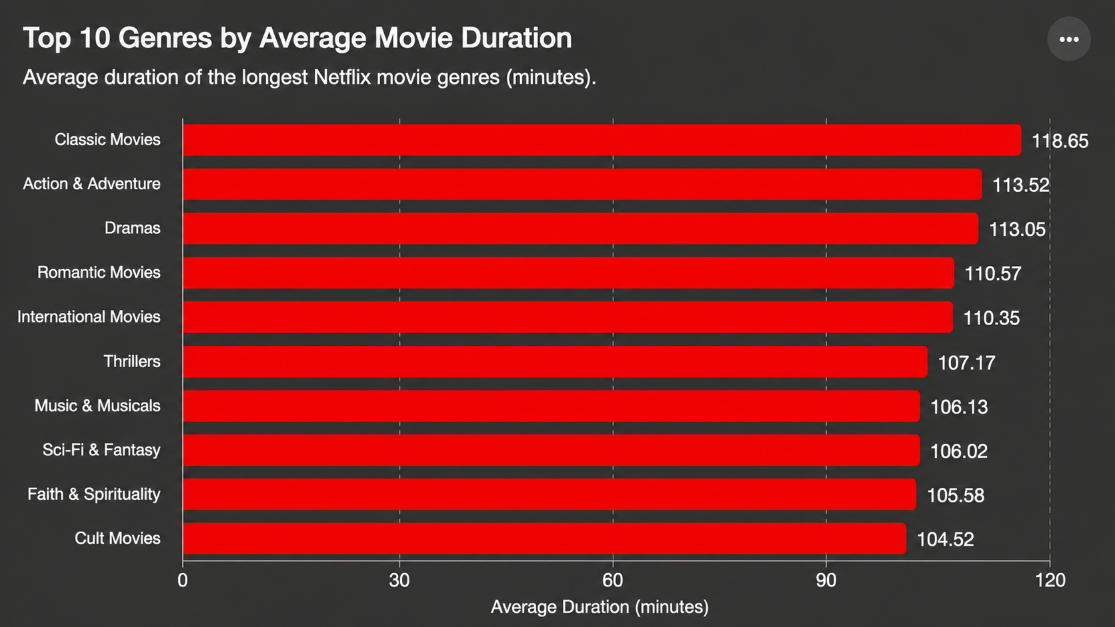 Top 10 Genres by Average Movie Duration
Average duration of the longest Netflix movie genres (minutes).
Classic Movies 118.65
Action & Adventure 113.52
Dramas 113.05
Romantic Movies 110.57
International Movies 110.35
Thrillers 107.17
Music & Musicals 106.13
Sci-Fi & Fantasy 106.02
Faith & Spirituality 105.58
Cult Movies 104.52
0 30 60 90 120
Average Duration (minutes)